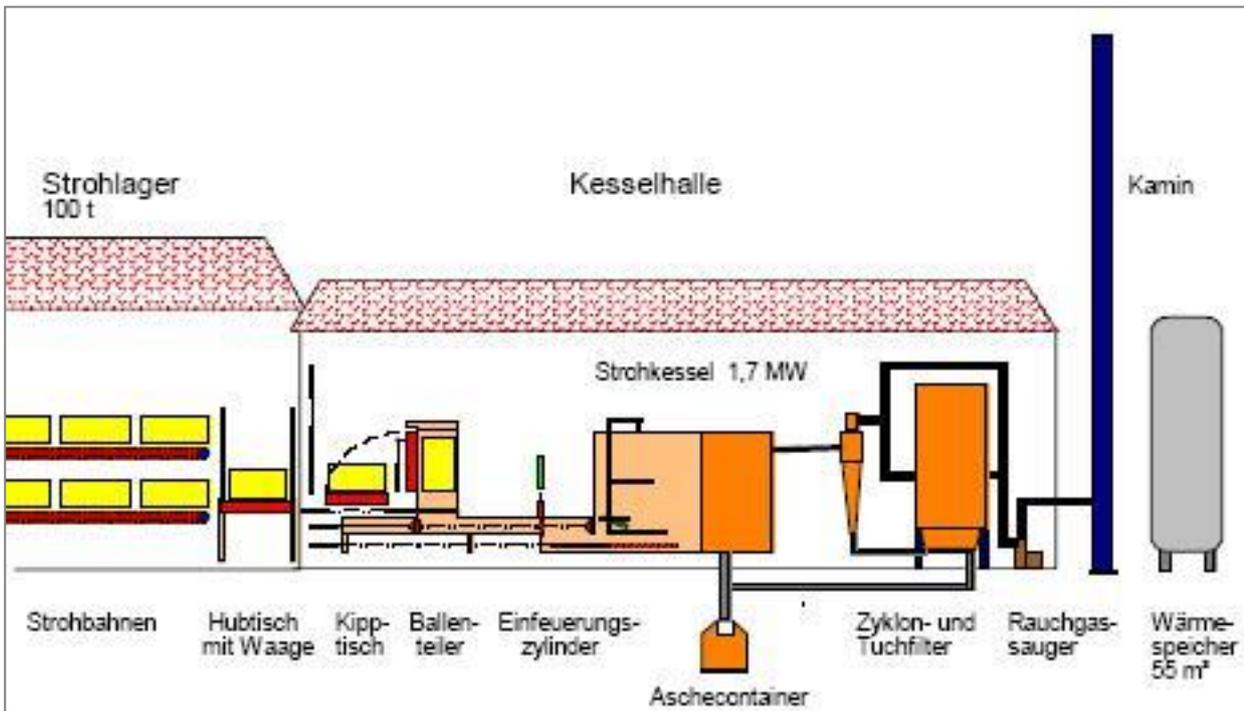 Strohlager
100 t
Kesselhalle
Kamin
Strohkessel 1,7 MW
Strohbahnen
Hubtisch
mit Waage
Kipp-
tisch
Ballen-
teiler
Einfeuerungs-
zylinder
Zyklon- und
Tuchfilter
Rauchgas-
sauger
Wärme-
speicher
55 m³
Aschecontainer